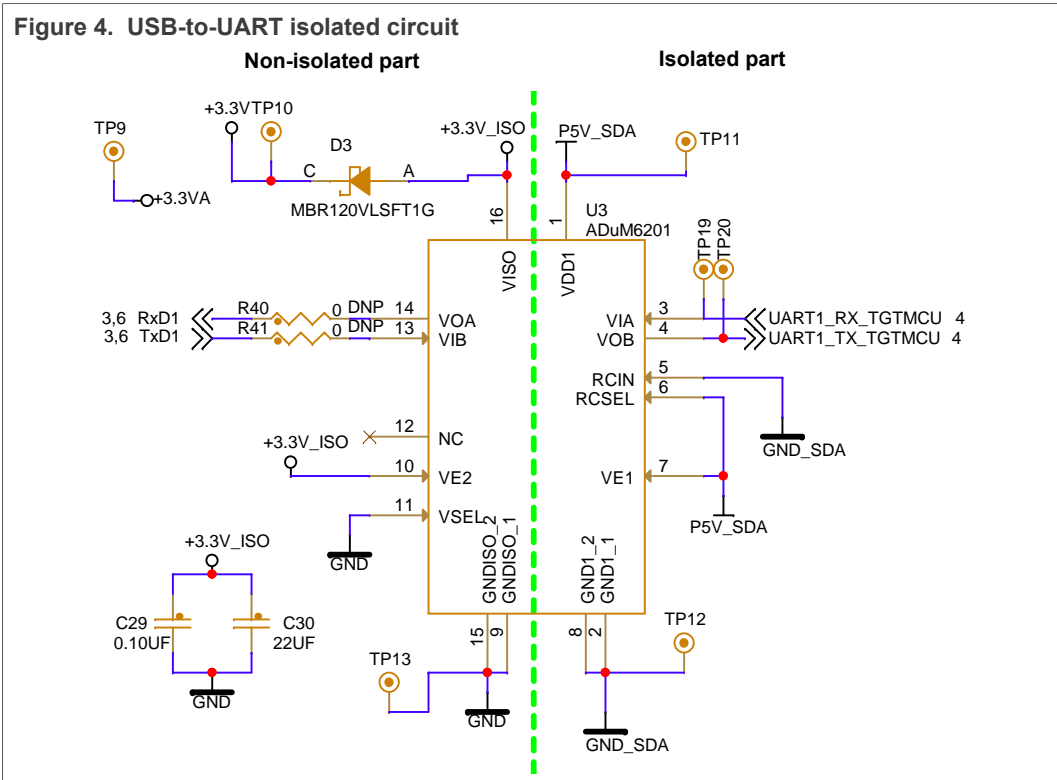 Figure 4. USB-to-UART isolated circuit
Non-isolated part
Isolated part
TP9
+3.3VA
+3.3V TP10
D3
C A
MBR120VLSFT1G
+3.3V_ISO
P5V_SDA
TP11
16
1
U3
ADuM6201
VISO
VDD1
TP19
TP20
3,6 RxD1
R40 0 DNP 14 VOA
3,6 TxD1
R41 0 DNP 13 VIB
VIA 3 UART1_RX_TGTMCU 4
VOB 4 UART1_TX_TGTMCU 4
RCIN 5
RCSEL 6
GND_SDA
12 NC
+3.3V_ISO
10 VE2
VE1 7
P5V_SDA
11 VSEL
GND
GNDISO_2
GNDISO_1
GND1_2
GND1_1
+3.3V_ISO
C29
0.10UF
C30
22UF
GND
15
9
8
2
TP13
GND
TP12
GND_SDA